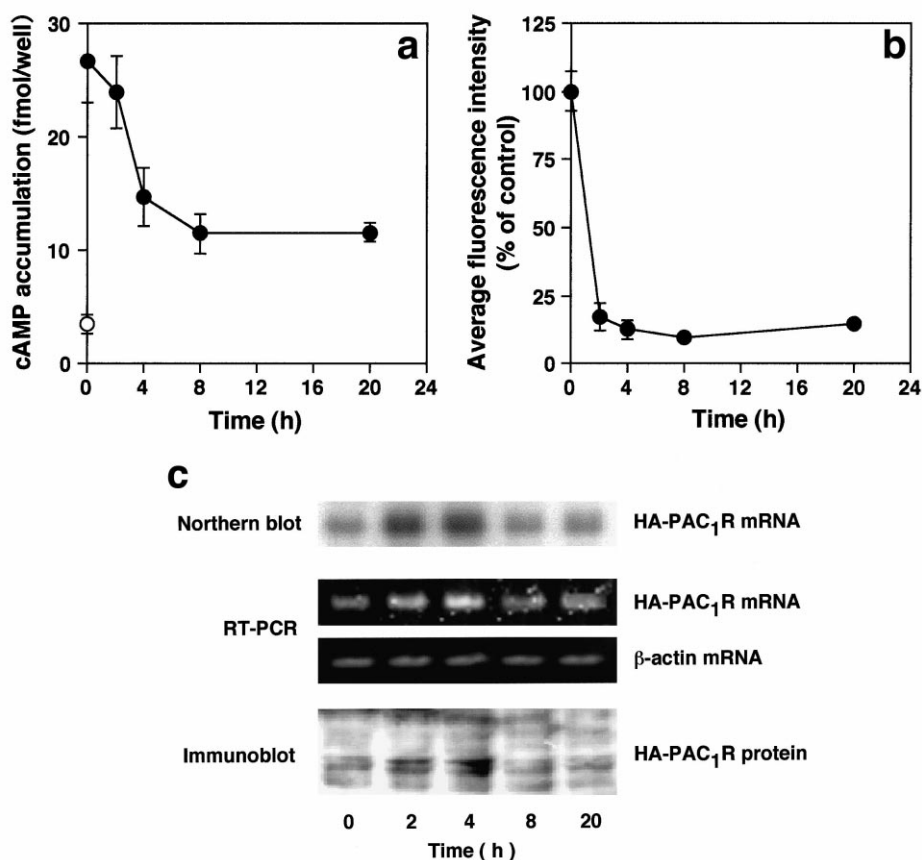 a
cAMP accumulation (fmol/well)
30
20
10
0
0 4 8 12 16 20 24
Time (h)
b
Average fluorescence intensity
(% of control)
125
100
75
50
25
0
0 4 8 12 16 20 24
Time (h)
c
Northern blot
HA-PAC₁R mRNA
RT-PCR
HA-PAC₁R mRNA
β-actin mRNA
Immunoblot
HA-PAC₁R protein
0 2 4 8 20
Time ( h )